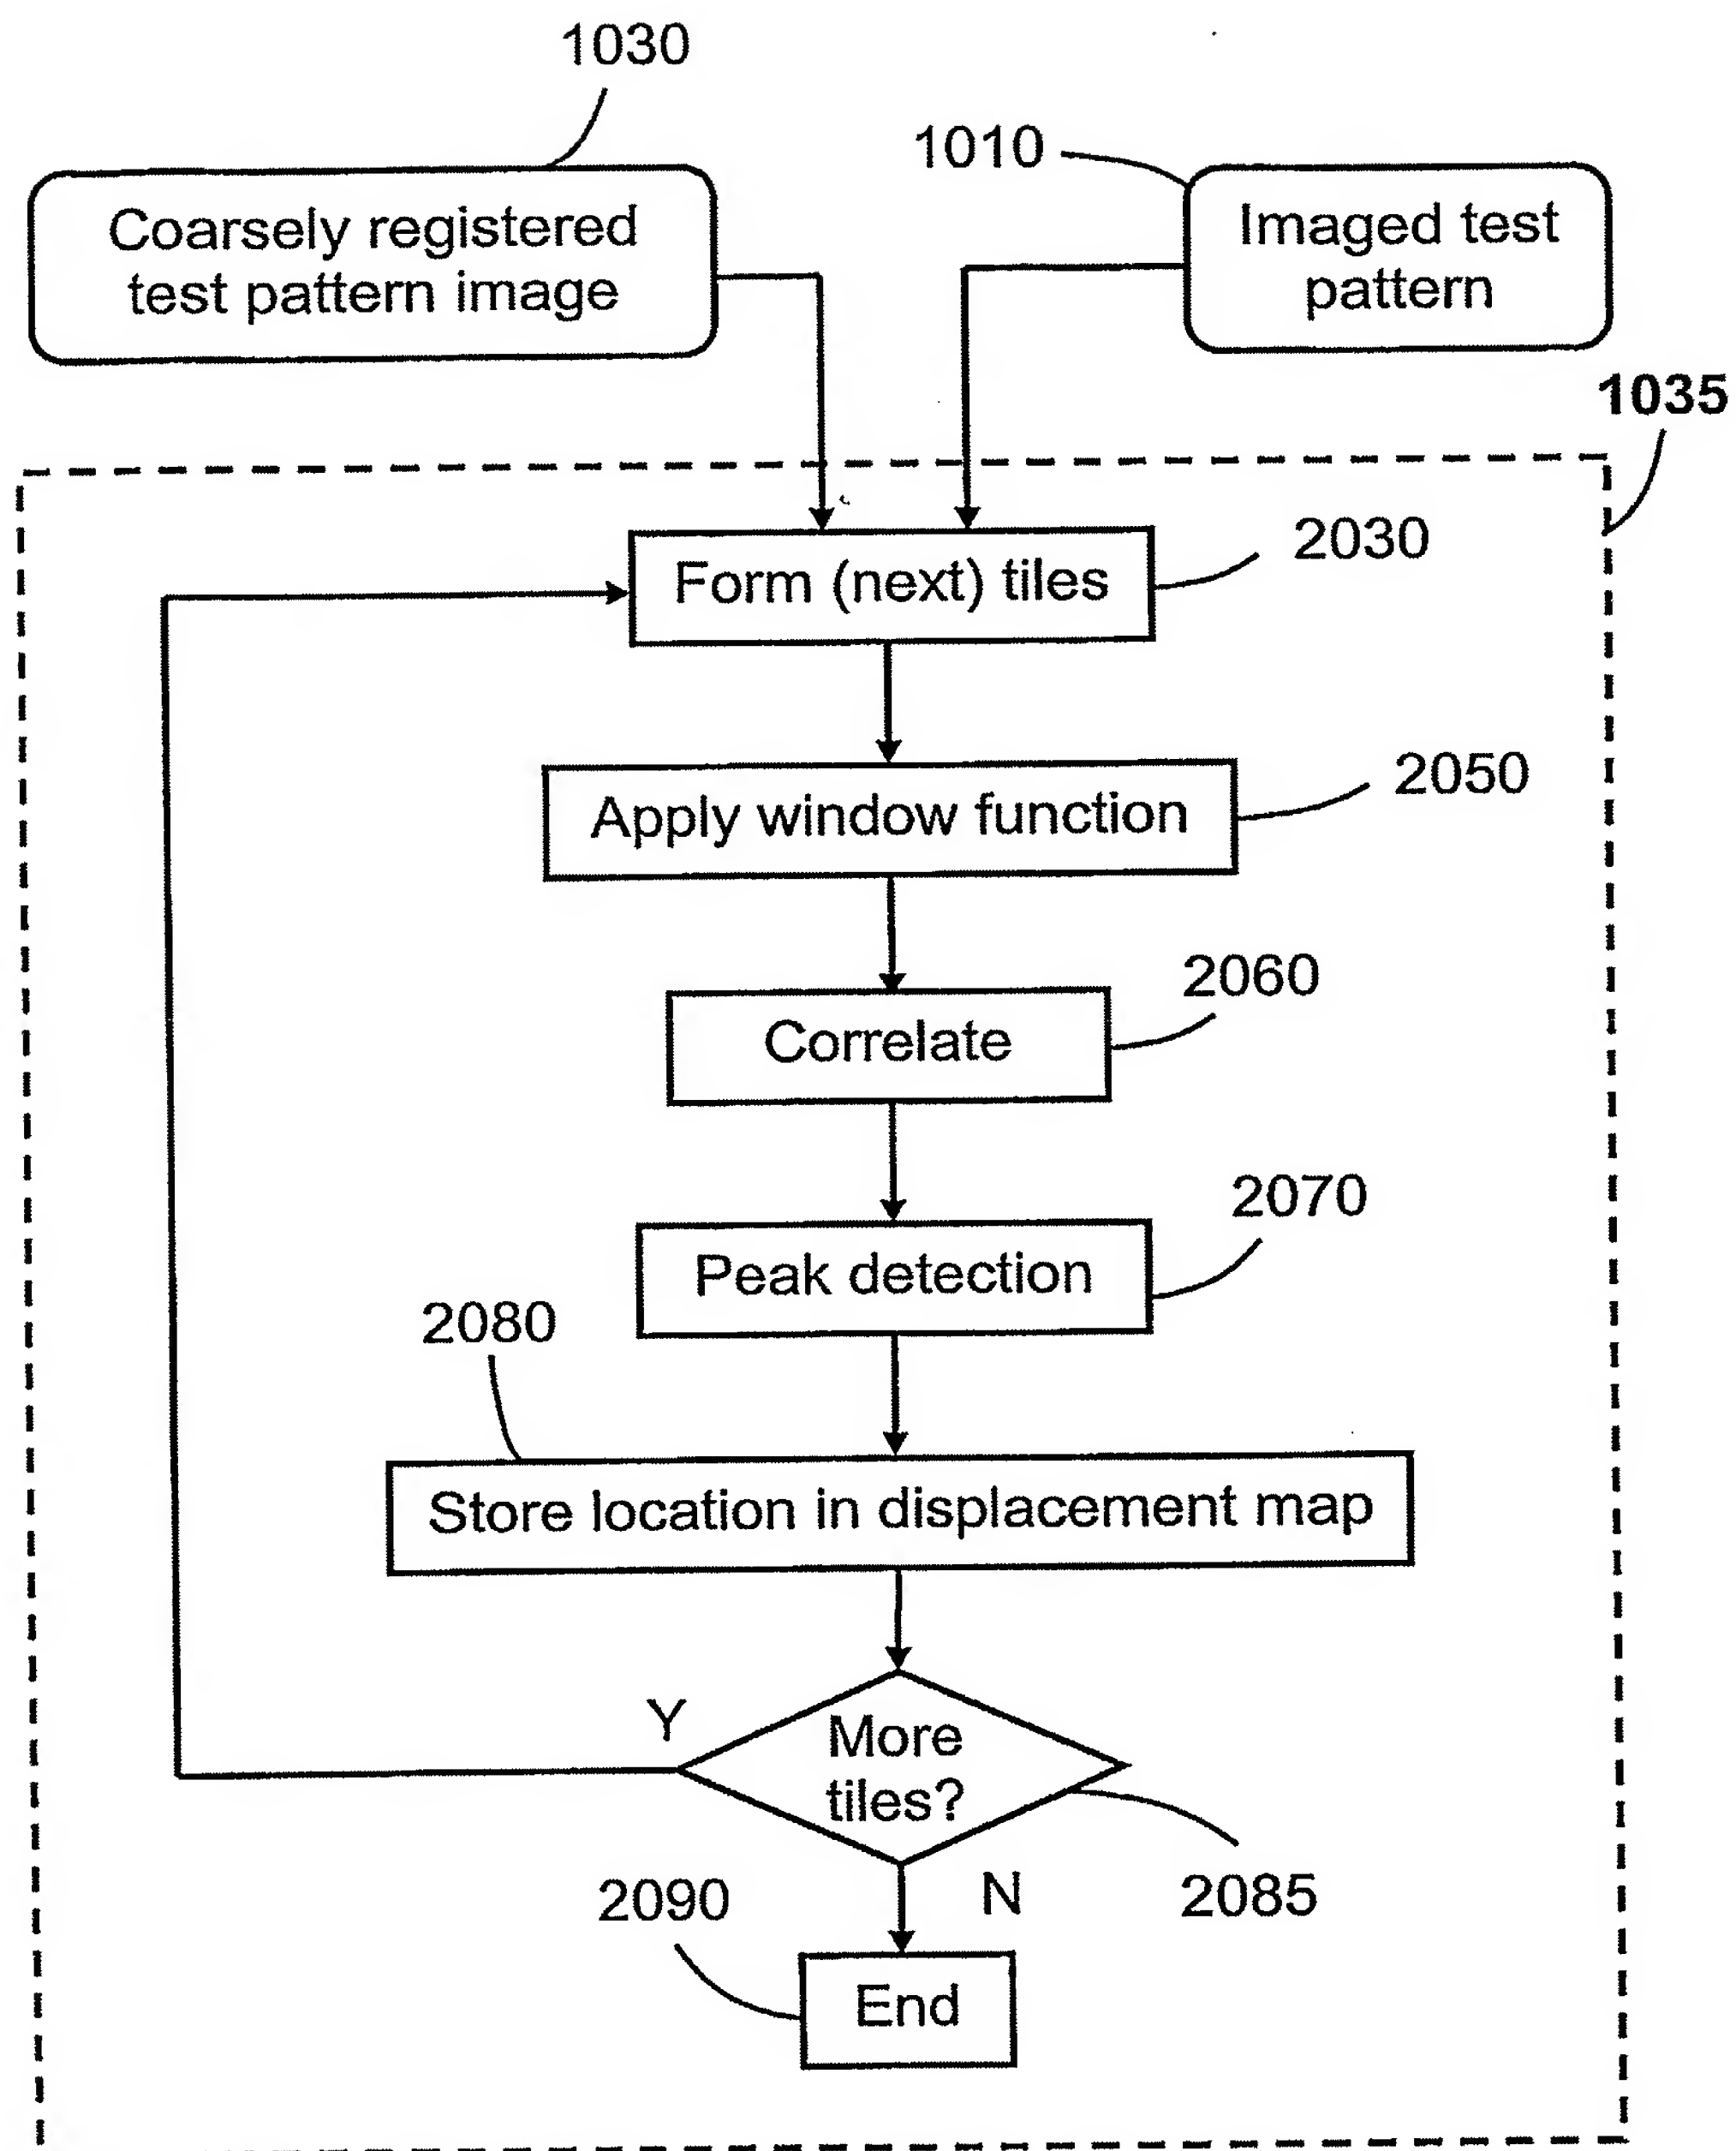 1030
1010
Coarsely registered
test pattern image
Imaged test
pattern
1035
Form (next) tiles
2030
Apply window function
2050
Correlate
2060
Peak detection
2070
2080
Store location in displacement map
Y
More
tiles?
2085
N
2090
End